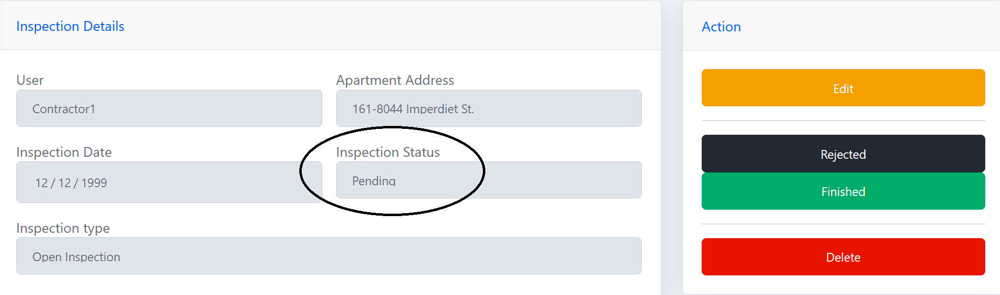 Inspection Details
User
Apartment Address
Contractor1
161-8044 Imperdiet St.
Inspection Date
Inspection Status
12 / 12 / 1999
Pending
Inspection type
Open Inspection
Action
Edit
Rejected
Finished
Delete